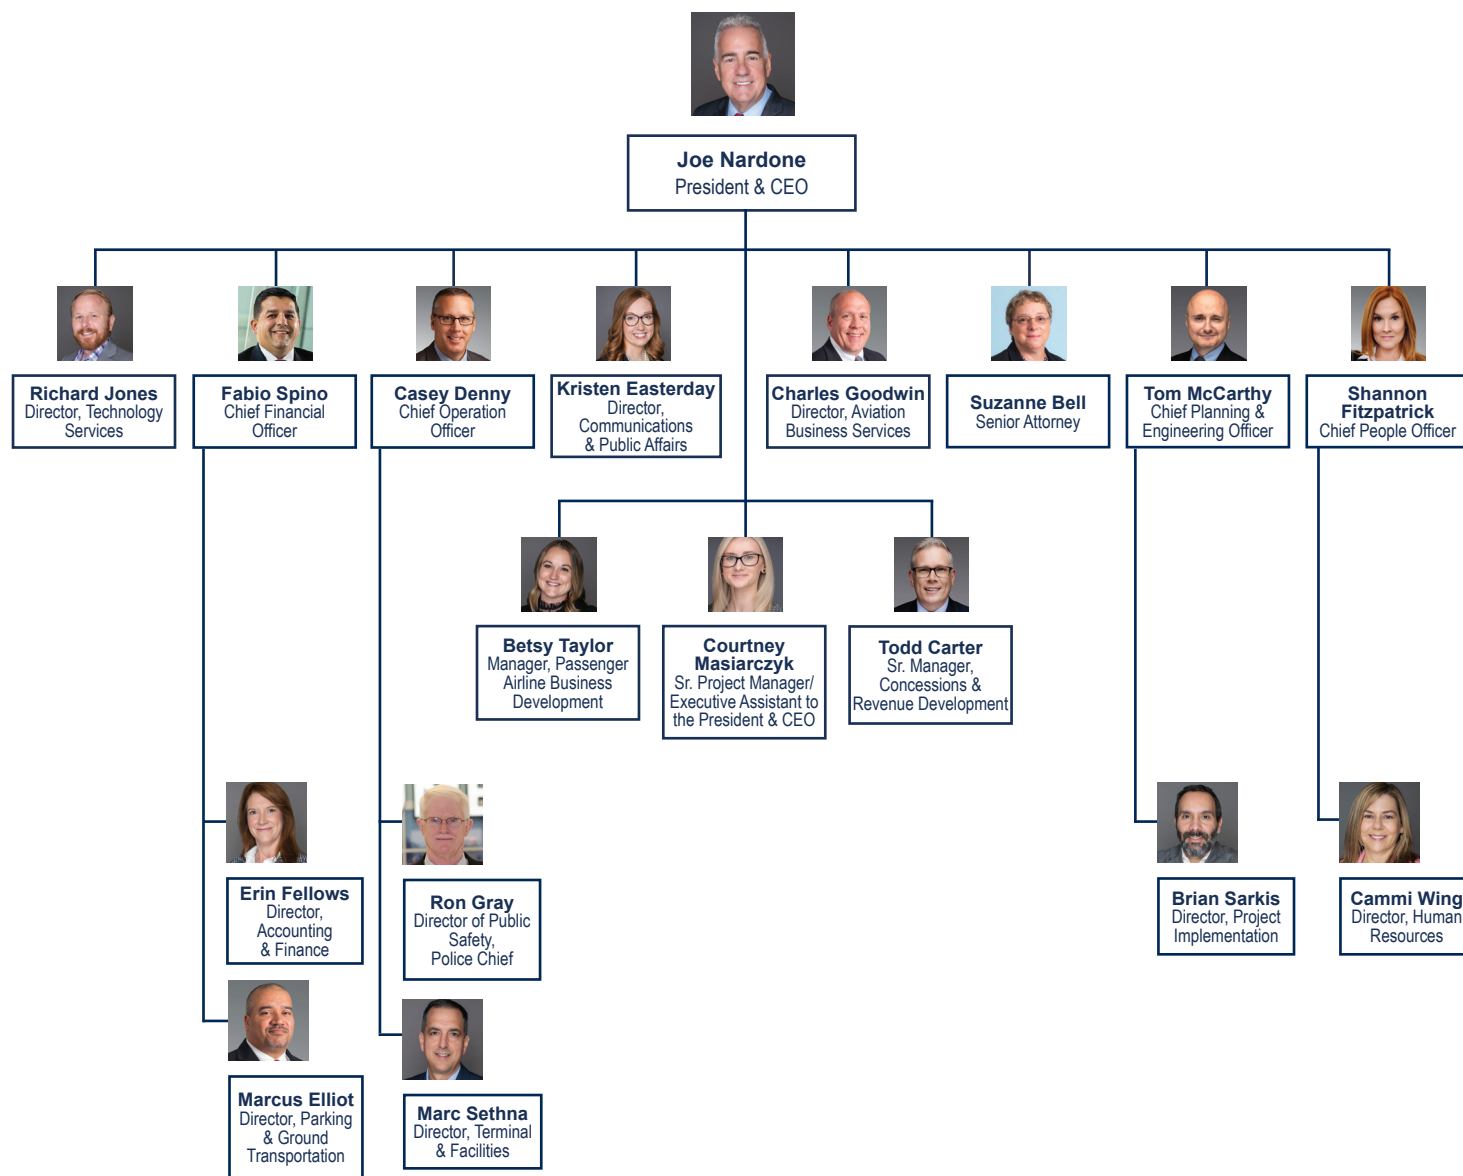 Joe Nardone
President & CEO
Richard Jones
Director, Technology
Services
Fabio Spino
Chief Financial
Officer
Casey Denny
Chief Operation
Officer
Kristen Easterday
Director,
Communications
& Public Affairs
Charles Goodwin
Director, Aviation
Business Services
Suzanne Bell
Senior Attorney
Tom McCarthy
Chief Planning &
Engineering Officer
Shannon
Fitzpatrick
Chief People Officer
Betsy Taylor
Manager, Passenger
Airline Business
Development
Courtney
Masiarczyk
Sr. Project Manager/
Executive Assistant to
the President & CEO
Todd Carter
Sr. Manager,
Concessions &
Revenue Development
Erin Fellows
Director,
Accounting
& Finance
Ron Gray
Director of Public
Safety,
Police Chief
Brian Sarkis
Director, Project
Implementation
Cammi Wing
Director, Human
Resources
Marcus Elliot
Director, Parking
& Ground
Transportation
Marc Sethna
Director, Terminal
& Facilities